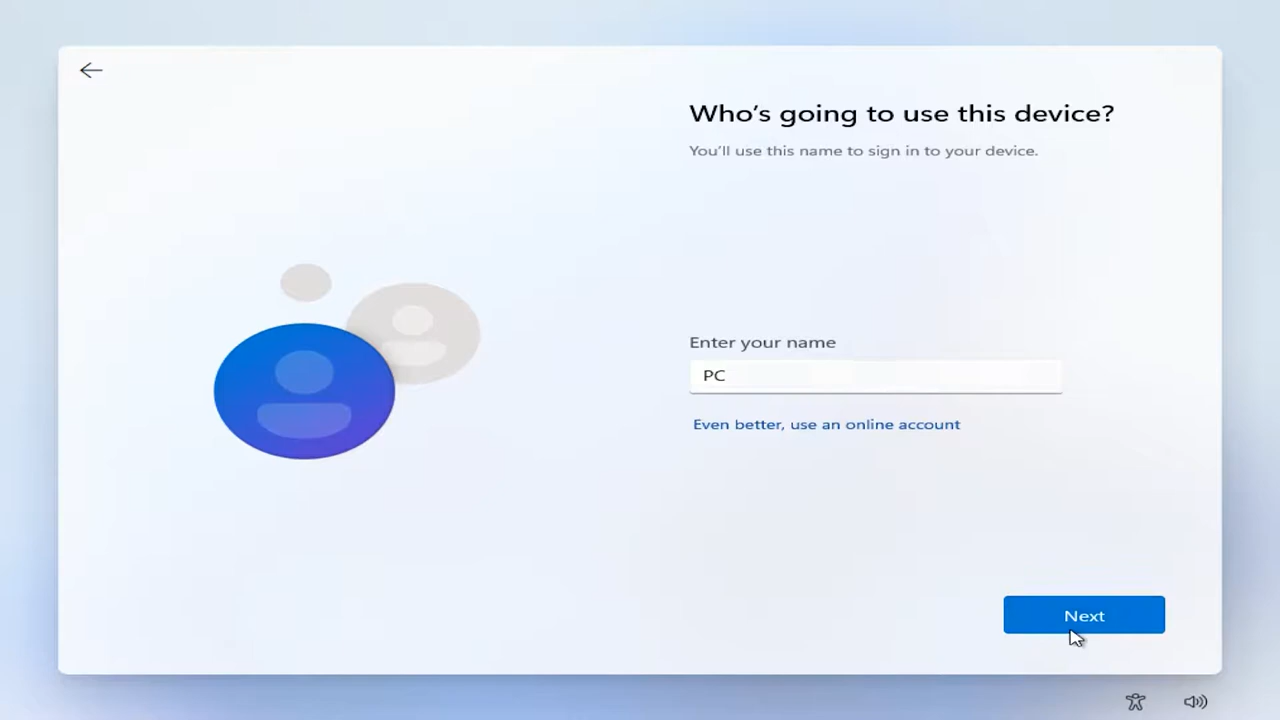 Who's going to use this device?
You'll use this name to sign in to your device.
Enter your name
PC
Even better, use an online account
Next